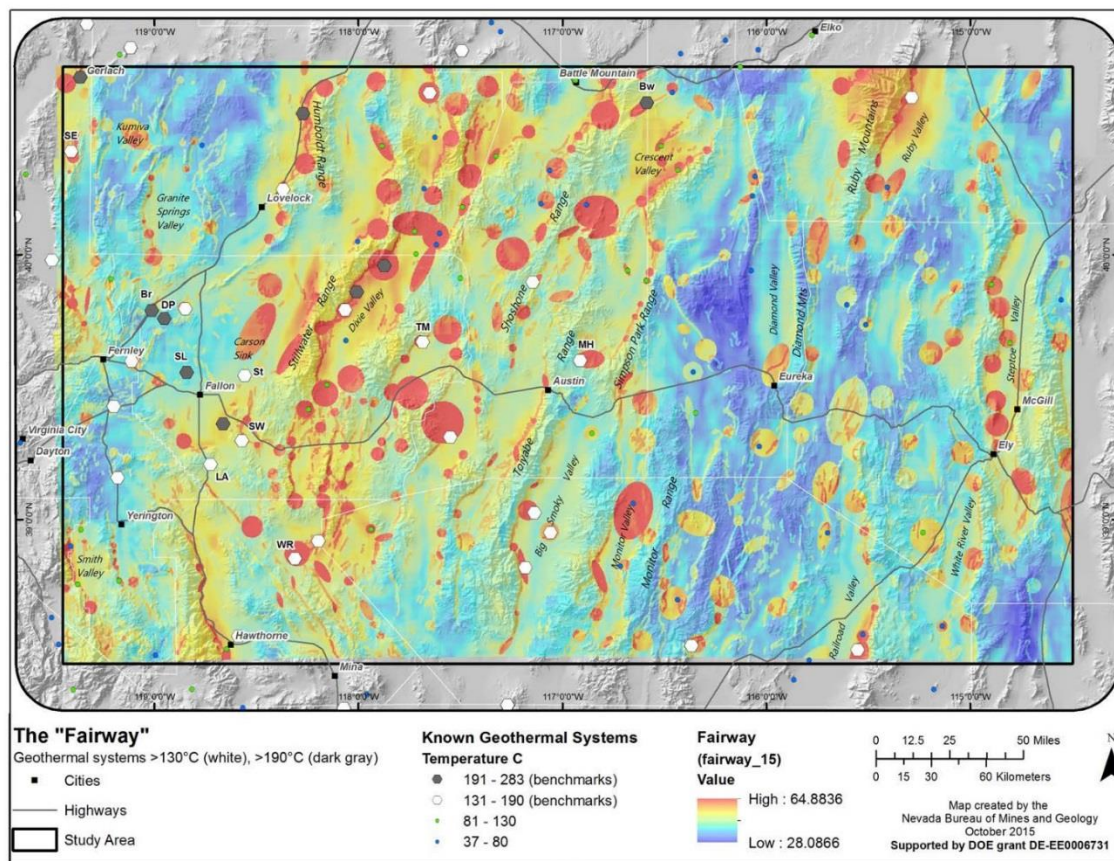 119°0'0"W
118°0'0"W
117°0'0"W
116°0'0"W
115°0'0"W
Elko
Gerlach
Battle Mountain
Bw
SE
Kumiva
Valley
Humboldt Range
Crescent
Valley
Ruby Mountains
Ruby Valley
Granite
Springs
Valley
Lovelock
Range
40°0'0"N
40°0'0"N
Br
DP
Stillwater Range
Dixie Valley
Shoshone
Diamond Valley
Diamond Mts
Carson
Sink
TM
Range
MH
Simpson Park Range
Steptoe Valley
Fernley
SL
St
Fallon
Austin
Eureka
McGill
Virginia City
Dayton
SW
LA
Toiyabe
Ely
39°0'0"N
39°0'0"N
Yerington
Big Smoky Valley
Monitor Valley
Monitor Range
White River Valley
WR
Smith
Valley
Railroad Valley
Hawthorne
Mina
119°0'0"W
118°0'0"W
117°0'0"W
116°0'0"W
115°0'0"W
The "Fairway"
Geothermal systems >130°C (white), >190°C (dark gray)
Cities
Highways
Study Area
Known Geothermal Systems
Temperature C
191 - 283 (benchmarks)
131 - 190 (benchmarks)
81 - 130
37 - 80
Fairway
(fairway_15)
Value
High : 64.8836
Low : 28.0866
0 12.5 25 50 Miles
0 15 30 60 Kilometers
N
Map created by the
Nevada Bureau of Mines and Geology
October 2015
Supported by DOE grant DE-EE0006731